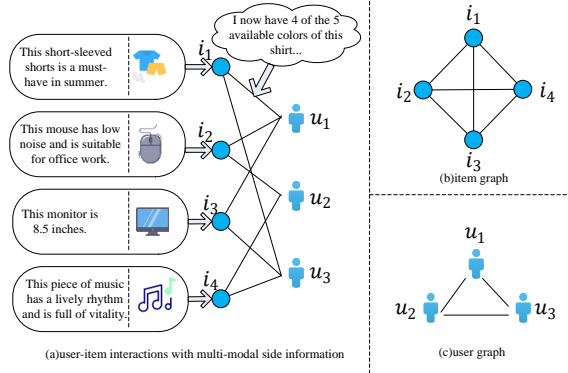 I now have 4 of the 5
available colors of this
shirt...
This short-sleeved
shorts is a must-
have in summer.
i1
u1
This mouse has low
noise and is suitable
for office work.
i2
u2
This monitor is
8.5 inches.
i3
u3
This piece of music
has a lively rhythm
and is full of vitality.
i4
(a)user-item interactions with multi-modal side information
i1
i2
i4
i3
(b)item graph
u1
u2
u3
(c)user graph